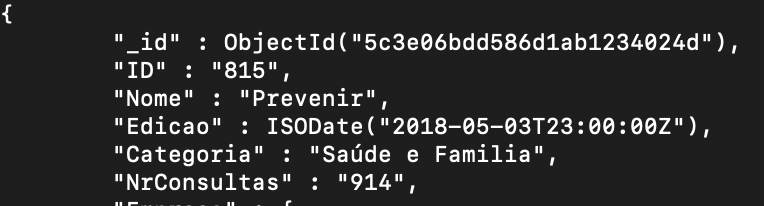 {
"_id" : ObjectId("5c3e06bdd586d1ab1234024d"),
"ID" : "815",
"Nome" : "Prevenir",
"Edicao" : ISODate("2018-05-03T23:00:00Z"),
"Categoria" : "Saúde e Familia",
"NrConsultas" : "914",